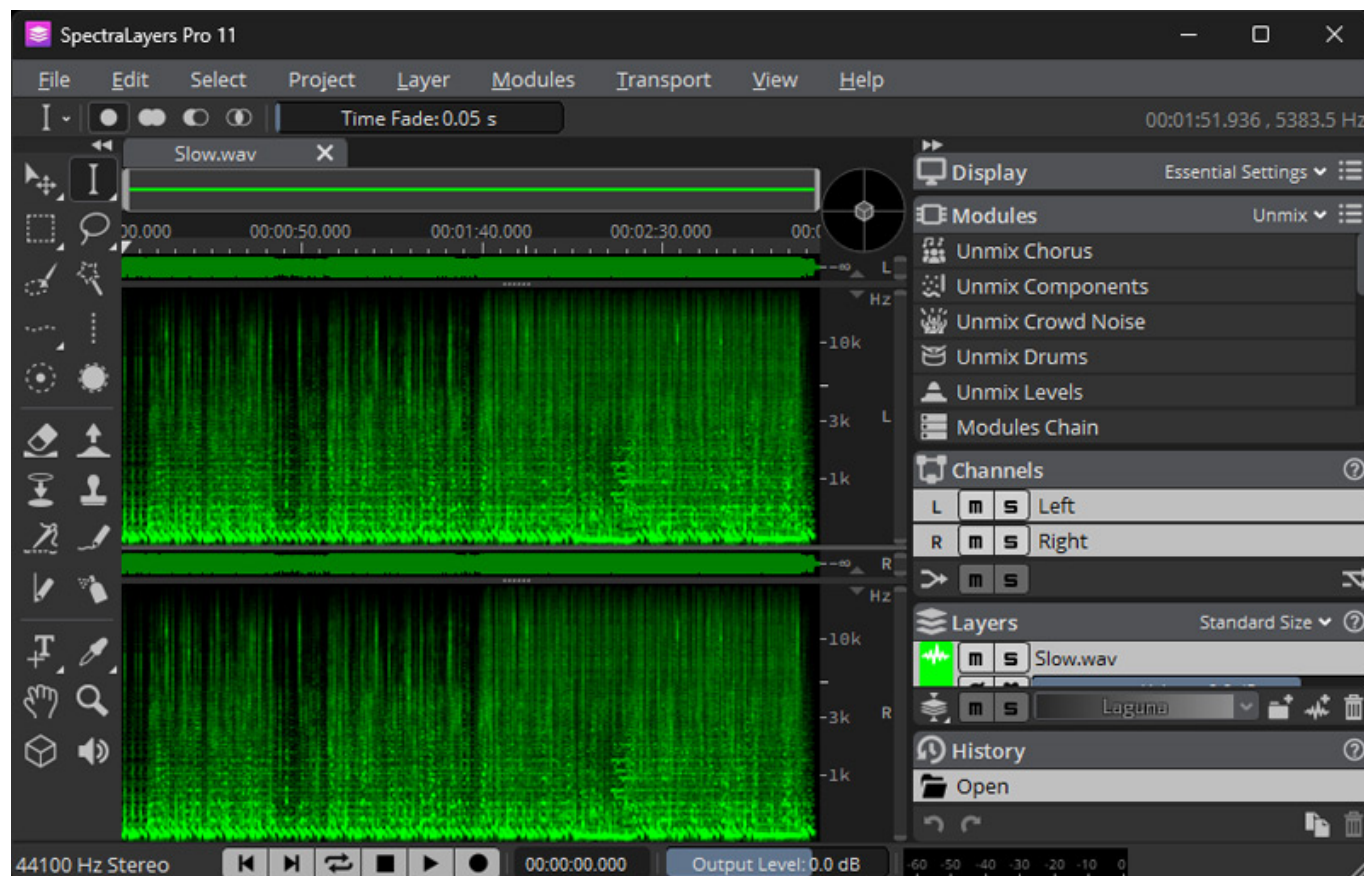 SpectraLayers Pro 11
File Edit Select Project Layer Modules Transport View Help
Time Fade: 0.05 s 00:01:51.936 , 5383.5 Hz
Slow.wav
00:00:50.000 00:01:40.000 00:02:30.000
-∞ L
Hz
-10k
-3k L
-1k
-∞ R
Hz
-10k
-3k R
-1k
Display Essential Settings
Modules Unmix
Unmix Chorus
Unmix Components
Unmix Crowd Noise
Unmix Drums
Unmix Levels
Modules Chain
Channels
L m s Left
R m s Right
m s
Layers Standard Size
m s Slow.wav
m s Laguna
History
Open
44100 Hz Stereo 00:00:00.000 Output Level: 0.0 dB -60 -50 -40 -30 -20 -10 0